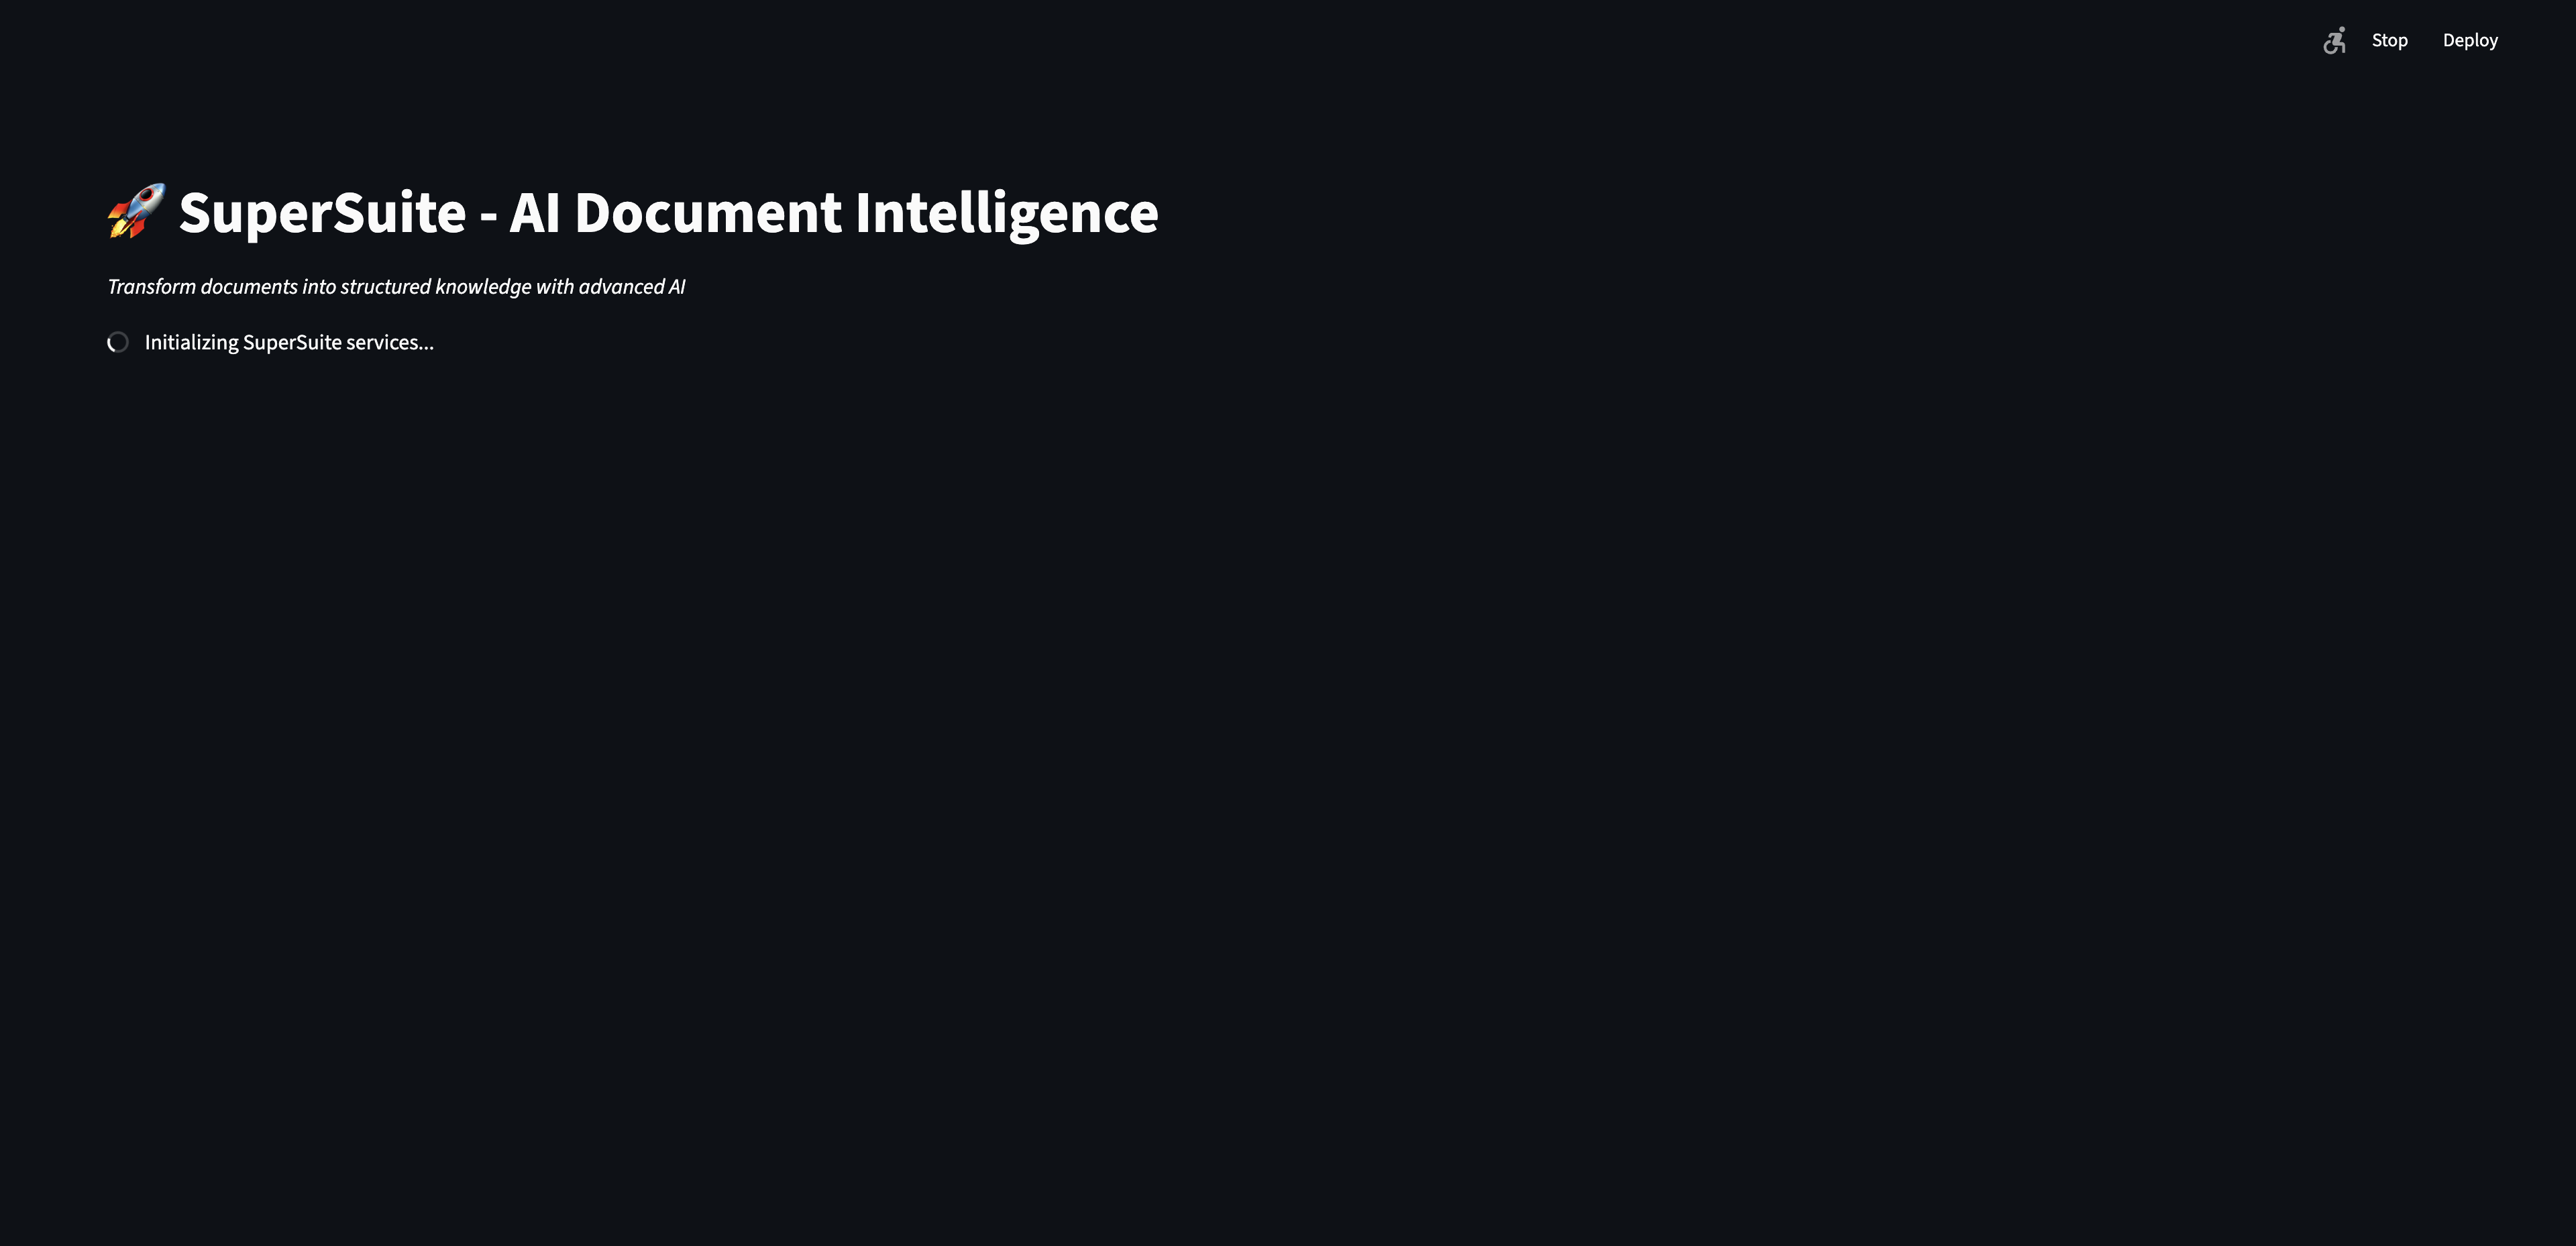 Stop Deploy
🚀 SuperSuite - AI Document Intelligence
Transform documents into structured knowledge with advanced AI
Initializing SuperSuite services...